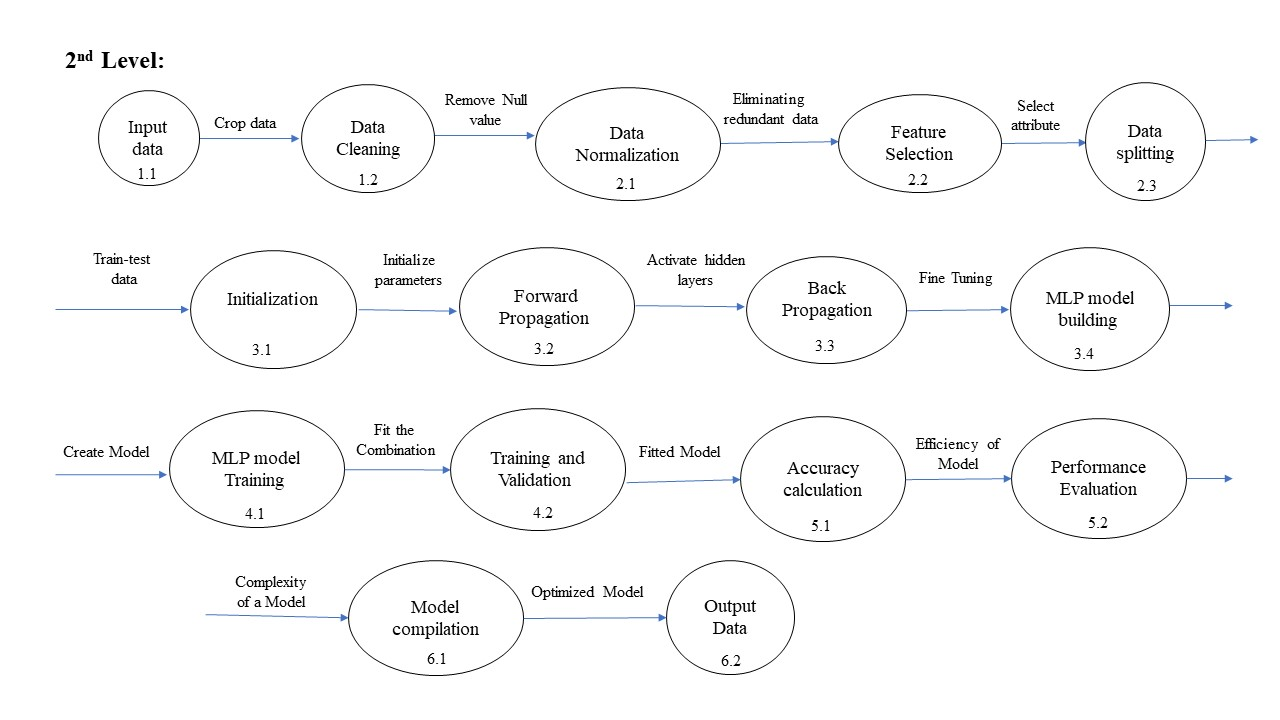 2nd Level:
Input
data
1.1
Crop data
Data
Cleaning
1.2
Remove Null
value
Data
Normalization
2.1
Eliminating
redundant data
Feature
Selection
2.2
Select
attribute
Data
splitting
2.3
Train-test
data
Initialization
3.1
Initialize
parameters
Forward
Propagation
3.2
Activate hidden
layers
Back
Propagation
3.3
Fine Tuning
MLP model
building
3.4
Create Model
MLP model
Training
4.1
Fit the
Combination
Training and
Validation
4.2
Fitted Model
Accuracy
calculation
5.1
Efficiency of
Model
Performance
Evaluation
5.2
Complexity
of a Model
Model
compilation
6.1
Optimized Model
Output
Data
6.2